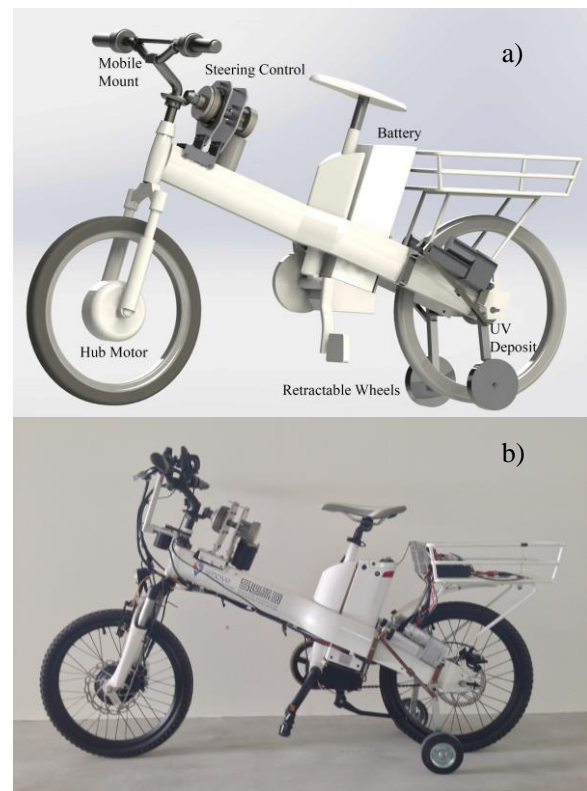 a)
Mobile
Mount
Steering Control
Battery
Hub Motor
UV
Deposit
Retractable Wheels
b)